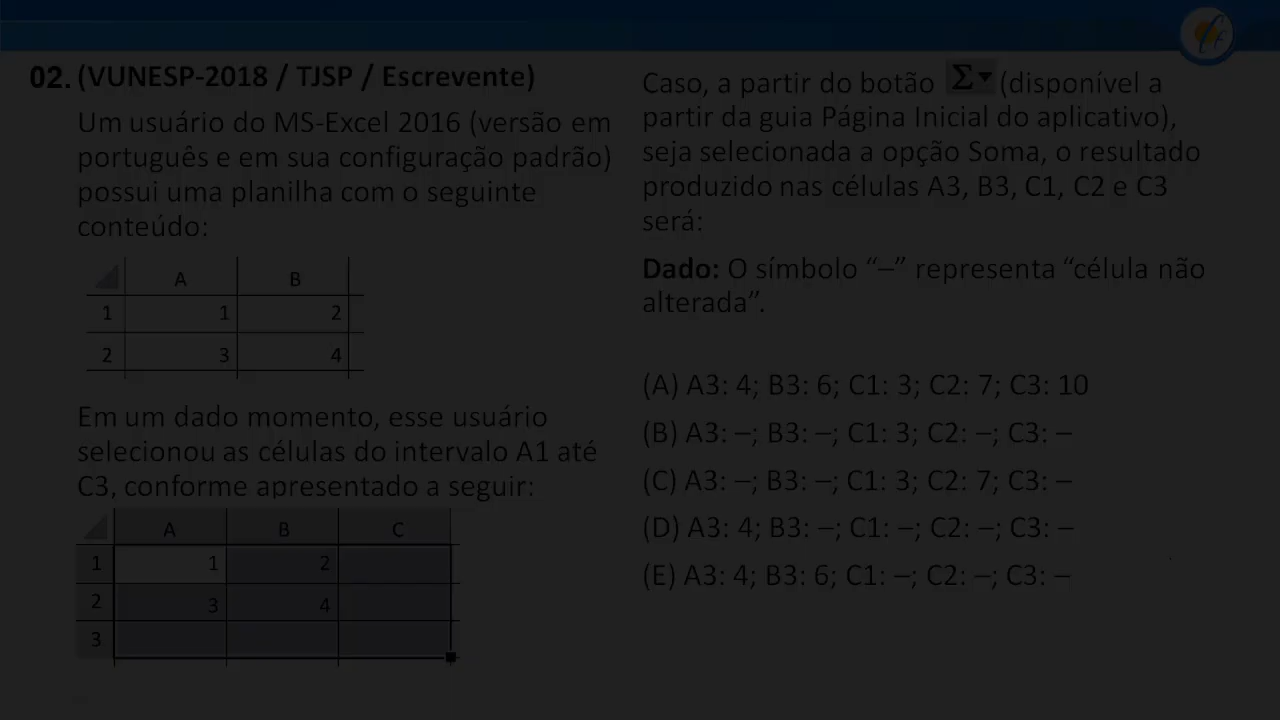 02. (VUNESP-2018 / TJSP / Escrevente)
Um usuário do MS-Excel 2016 (versão em
português e em sua configuração padrão)
possui uma planilha com o seguinte
conteúdo:
A B
1 1 2
2 3 4
Em um dado momento, esse usuário
selecionou as células do intervalo A1 até
C3, conforme apresentado a seguir:
A B C
1 1 2
2 3 4
3
Caso, a partir do botão Σ (disponível a
partir da guia Página Inicial do aplicativo),
seja selecionada a opção Soma, o resultado
produzido nas células A3, B3, C1, C2 e C3
será:
Dado: O símbolo “–” representa “célula não
alterada”.
(A) A3: 4; B3: 6; C1: 3; C2: 7; C3: 10
(B) A3: –; B3: –; C1: 3; C2: –; C3: –
(C) A3: –; B3: –; C1: 3; C2: 7; C3: –
(D) A3: 4; B3: –; C1: –; C2: –; C3: –
(E) A3: 4; B3: 6; C1: –; C2: –; C3: –